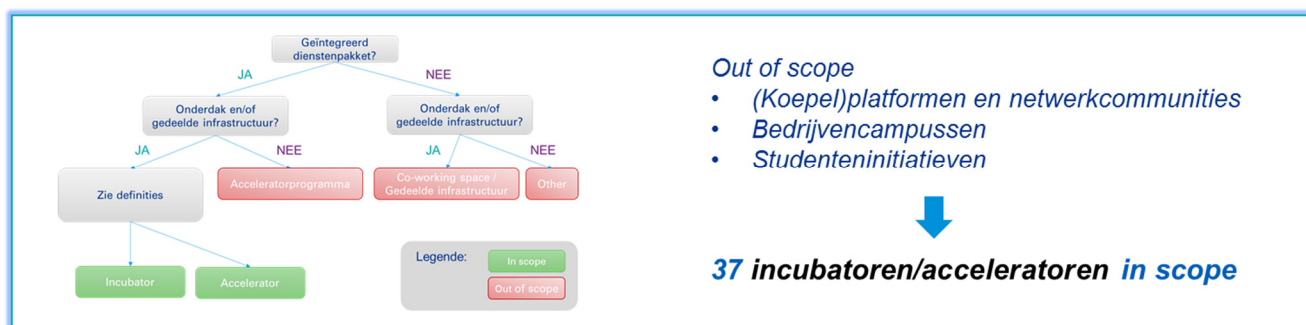 Geïntegreerd
dienstenpakket?
JA
NEE
Onderdak en/of
gedeelde infrastructuur?
Onderdak en/of
gedeelde infrastructuur?
JA
NEE
JA
NEE
Zie definities
Acceleratorprogramma
Co-working space /
Gedeelde infrastructuur
Other
Incubator
Accelerator
Legende:
In scope
Out of scope
Out of scope
• (Koepel)platformen en netwerkcommunities
• Bedrijvencampussen
• Studenteninitiatieven
37 incubatoren/acceleratoren in scope